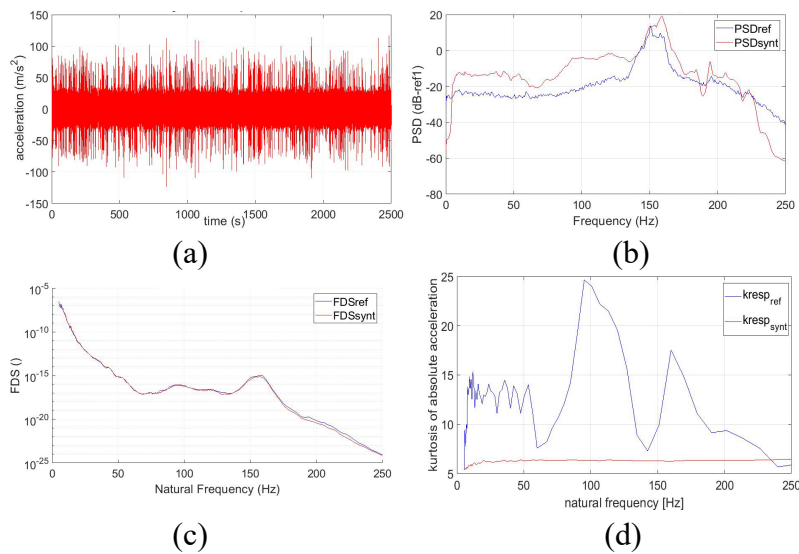 150
100
50
0
-50
-100
-150
0
500
1000
1500
2000
2500
acceleration (m/s²)
time (s)
(a)
20
0
-20
-40
-60
-80
0
50
100
150
200
250
PSD (dB-ref1)
Frequency (Hz)
PSDref
PSDsynt
(b)
10⁻⁵
10⁻¹⁰
10⁻¹⁵
10⁻²⁰
10⁻²⁵
0
50
100
150
200
250
FDS ()
Natural Frequency (Hz)
FDSref
FDSsynt
(c)
25
20
15
10
5
0
50
100
150
200
250
kurtosis of absolute acceleration
natural frequency [Hz]
kresp_ref
kresp_synt
(d)